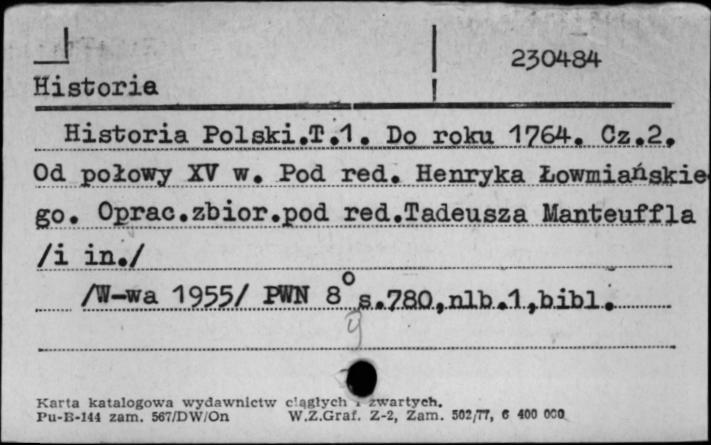 230484
Historia
Historia Polski.T.1. Do roku 1764. Cz.2.
Od połowy XV w. Pod red. Henryka Łowmiańskie
go. Oprac.zbior.pod red.Tadeusza Manteuffla
/i in./
/W-wa 1955/ PWN 8° s.780,nlb.1,bibl.
Karta katalogowa wydawnictw ciągłych i zwartych.
Pu-B-144 zam. 567/DW/On W.Z.Graf. Z-2, Zam. 502/77, 6 400 000